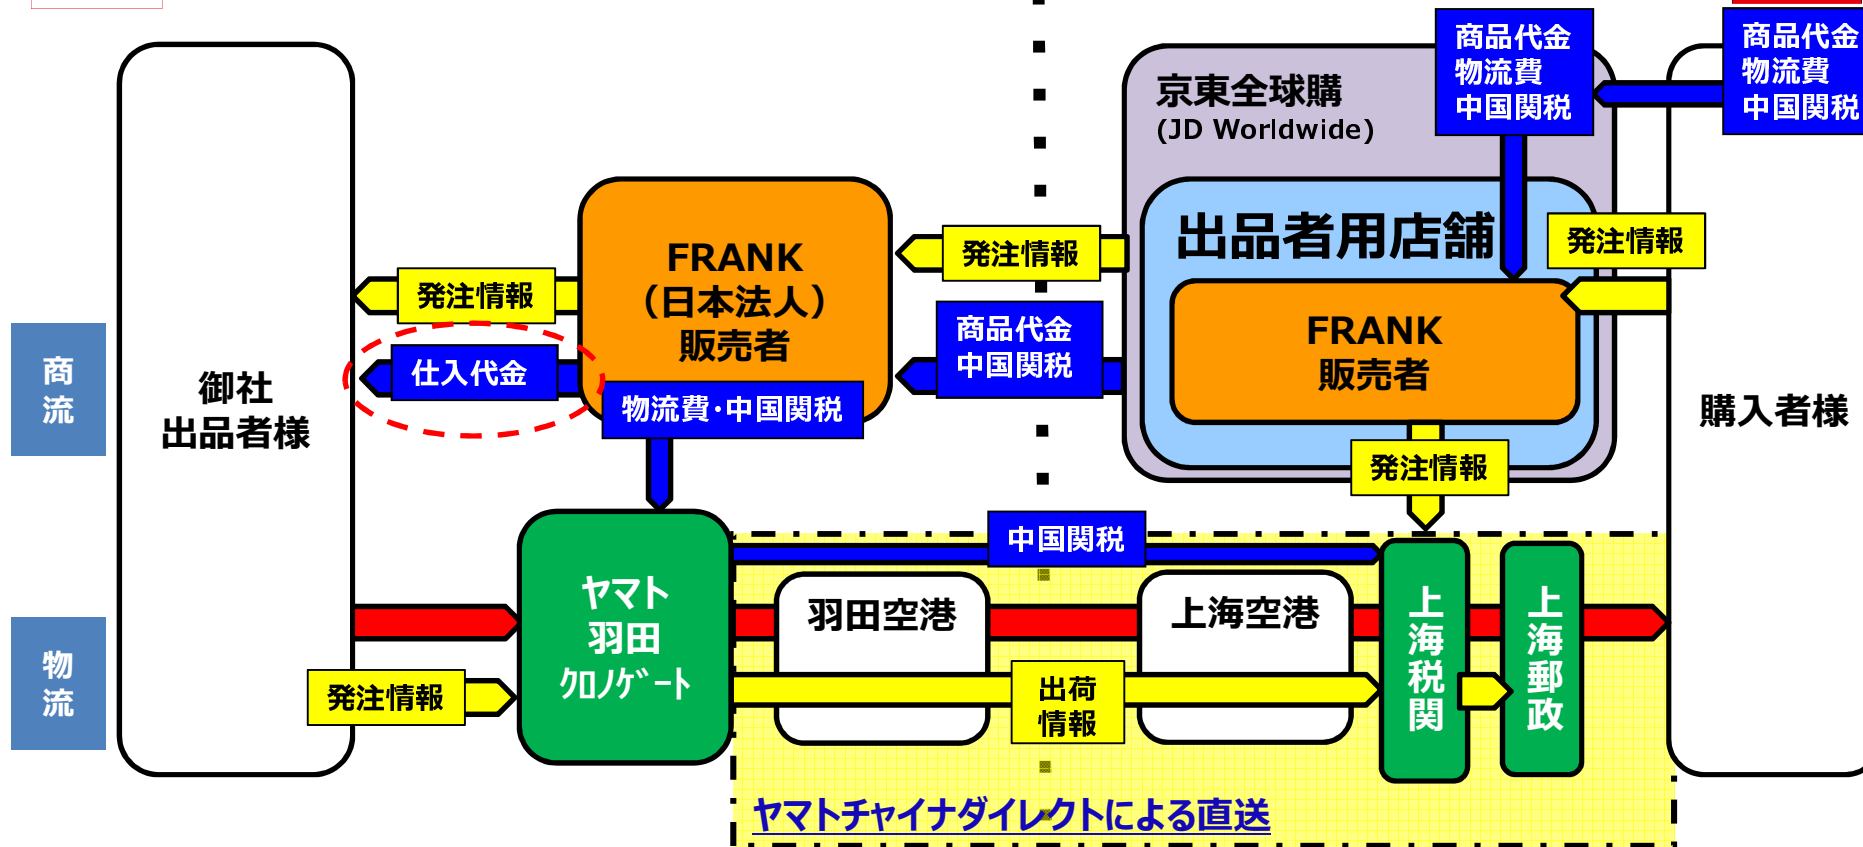 商品代金
物流費
中国関税
商品代金
物流費
中国関税
京東全球購
(JD Worldwide)
出品者用店舗
発注情報
発注情報
FRANK
（日本法人）
販売者
発注情報
商品代金
中国関税
FRANK
販売者
仕入代金
物流費・中国関税
商
流
御社
出品者様
購入者様
発注情報
中国関税
ヤマト
羽田
クロノゲート
羽田空港
上海空港
上海税関
上海郵政
物
流
発注情報
出荷
情報
ヤマトチャイナダイレクトによる直送